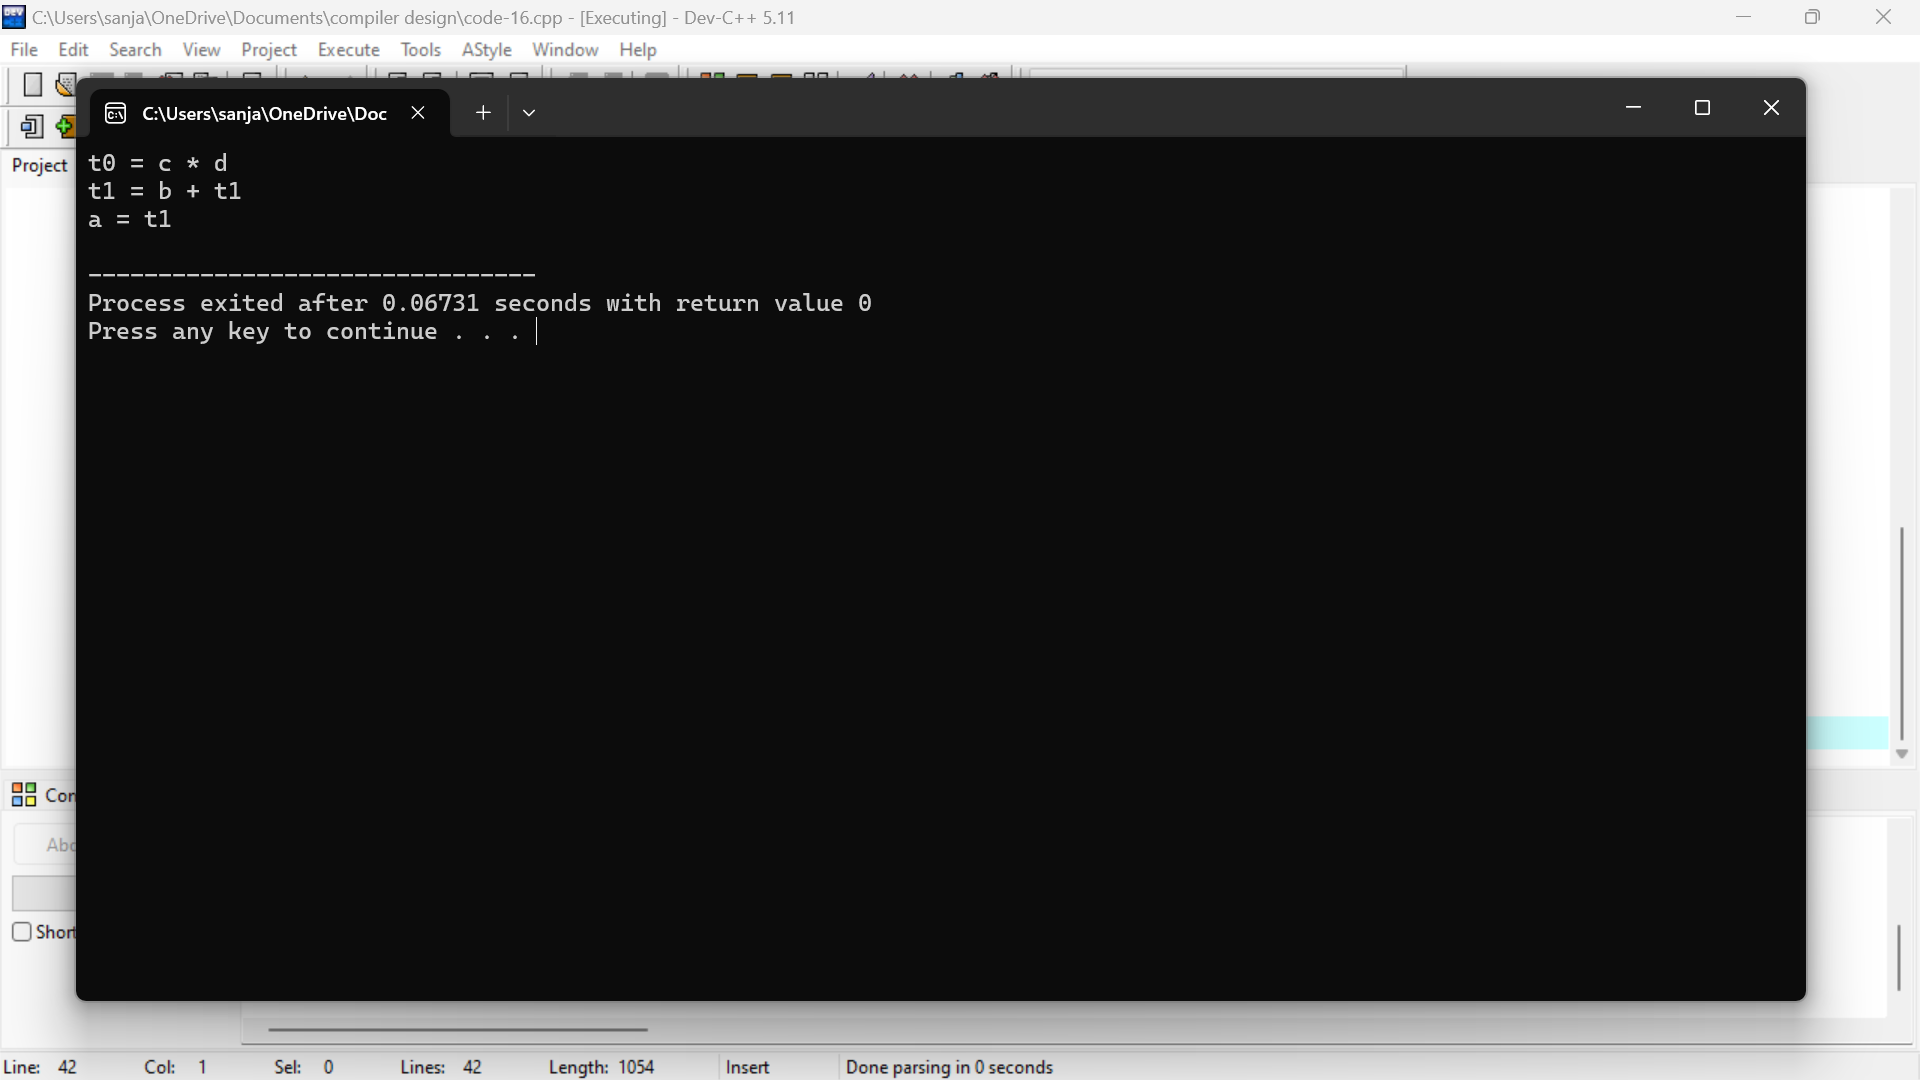 C:\Users\sanja\OneDrive\Documents\compiler design\code-16.cpp - [Executing] - Dev-C++ 5.11
File Edit Search View Project Execute Tools AStyle Window Help
C:\Users\sanja\OneDrive\Doc
Project
t0 = c * d
t1 = b + t1
a = t1
--------------------------------
Process exited after 0.06731 seconds with return value 0
Press any key to continue . . .
Line: 42 Col: 1 Sel: 0 Lines: 42 Length: 1054 Insert Done parsing in 0 seconds